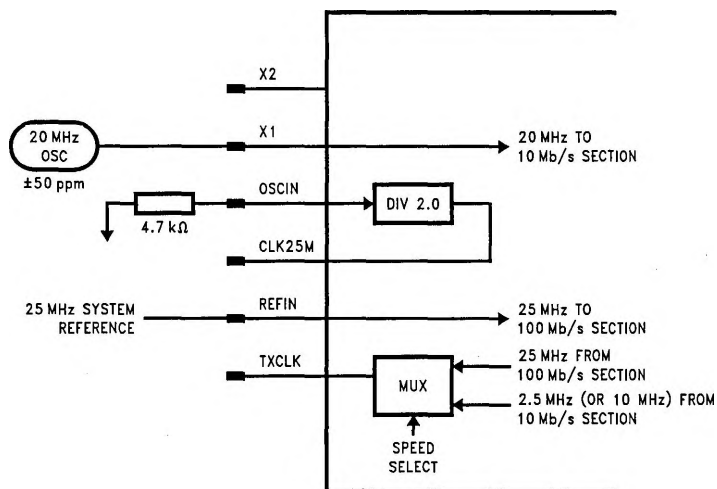 X2
20 MHz
OSC
±50 ppm
X1
20 MHz TO
10 Mb/s SECTION
OSCIN
DIV 2.0
4.7 kΩ
CLK25M
25 MHz SYSTEM
REFERENCE
REFIN
25 MHz TO
100 Mb/s SECTION
TXCLK
MUX
25 MHz FROM
100 Mb/s SECTION
2.5 MHz (OR 10 MHz) FROM
10 Mb/s SECTION
SPEED
SELECT